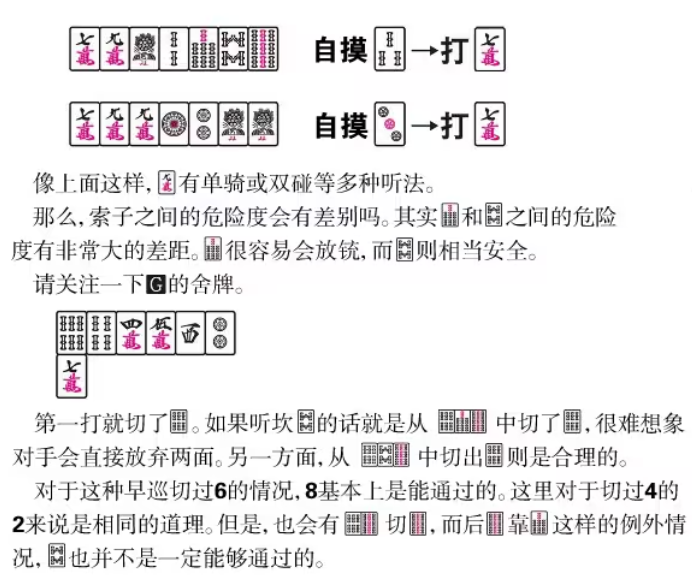 七萬 九萬 自摸 →打 七萬
七萬 九萬 九萬 自摸 →打 七萬
像上面这样,七萬有单骑或双碰等多种听法。
那么,索子之间的危险度会有差别吗。其实 和 之间的危险
度有非常大的差距。 很容易会放铳,而 则相当安全。
请关注一下G的舍牌。
四萬 伍萬 西
七萬
第一打就切了 。如果听坎 的话就是从 中切了 ,很难想象
对手会直接放弃两面。另一方面,从 中切出 则是合理的。
对于这种早巡切过6的情况,8基本上是能通过的。这里对于切过4的
2来说是相同的道理。但是,也会有 切 ,而后 靠 这样的例外情
况, 也并不是一定能够通过的。